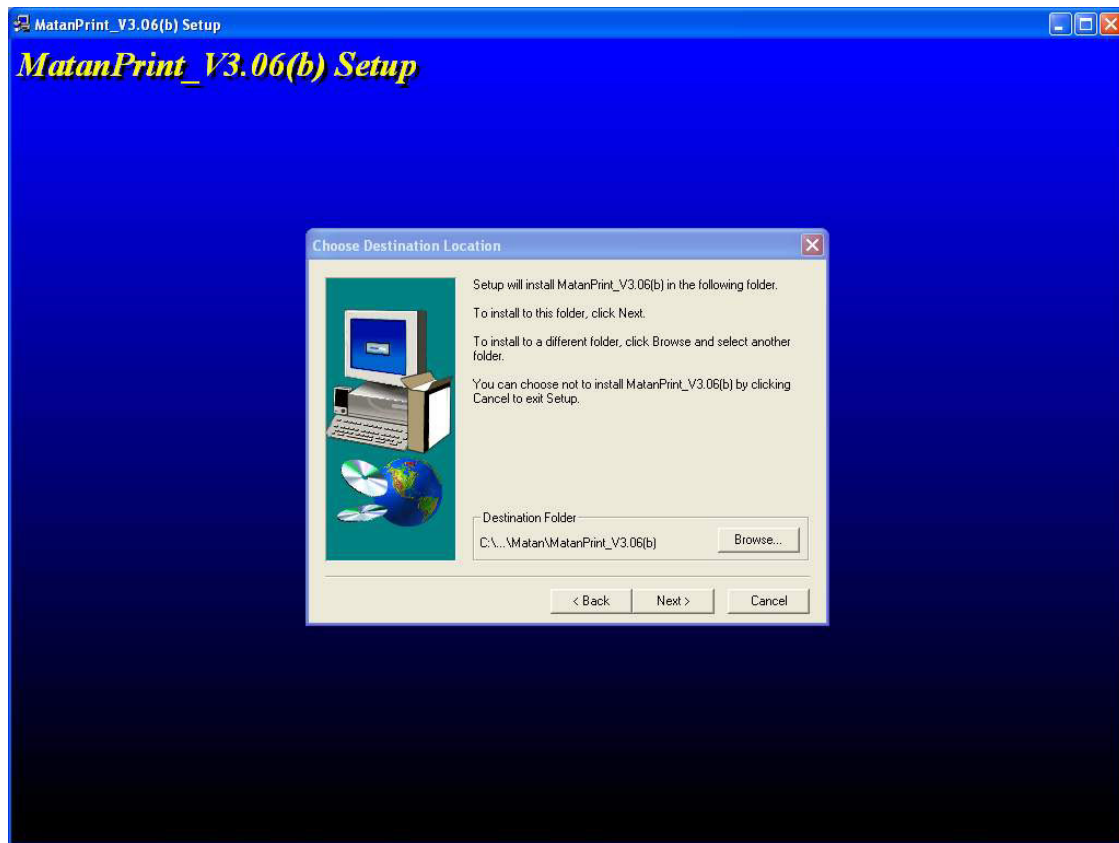 MatanPrint_V3.06(b) Setup
MatanPrint_V3.06(b) Setup
Choose Destination Location
Setup will install MatanPrint_V3.06(b) in the following folder.
To install to this folder, click Next.
To install to a different folder, click Browse and select another
folder.
You can choose not to install MatanPrint_V3.06(b) by clicking
Cancel to exit Setup.
Destination Folder
C:\...\Matan\MatanPrint_V3.06(b)
Browse...
< Back
Next >
Cancel